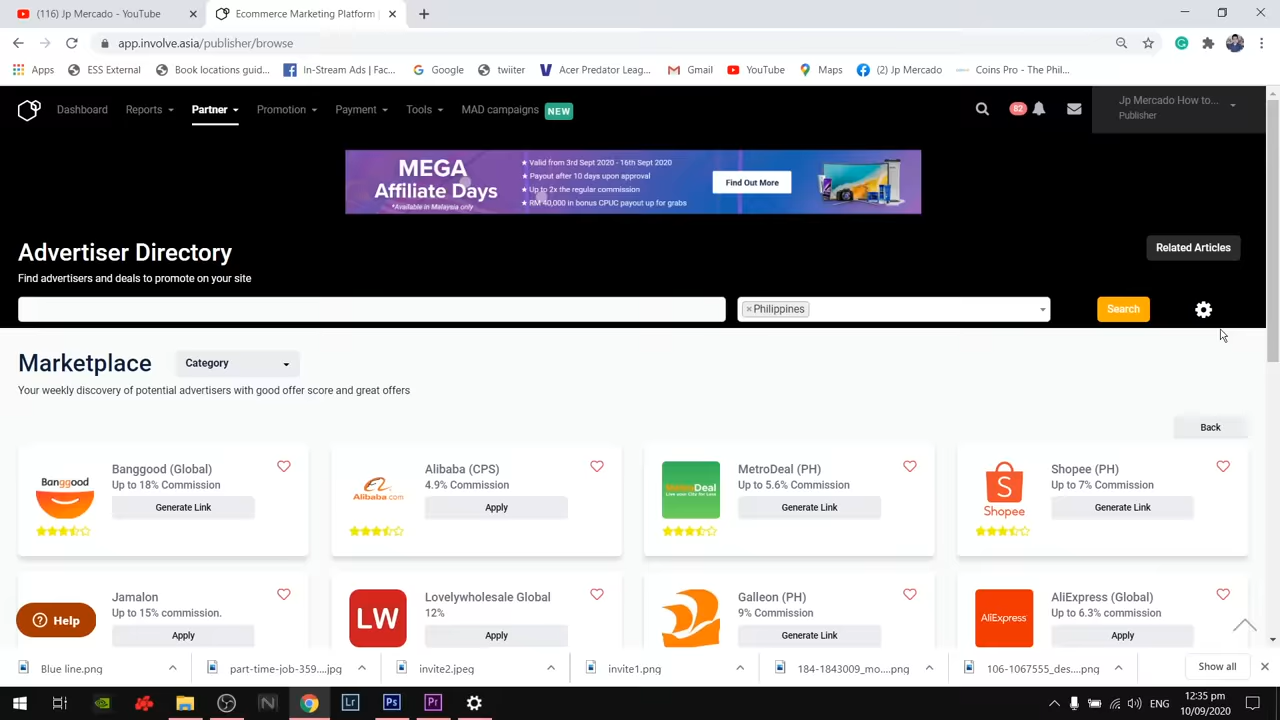 (116) Jp Mercado - YouTube
Ecommerce Marketing Platform
app.involve.asia/publisher/browse
Apps
ESS External
Book locations guid...
In-Stream Ads | Fac...
Google
twiiter
Acer Predator Leag...
Gmail
YouTube
Maps
(2) Jp Mercado
Coins Pro - The Phil...
Dashboard
Reports
Partner
Promotion
Payment
Tools
MAD campaigns
NEW
82
Jp Mercado How to...
Publisher
MEGA
Affiliate Days
*Available in Malaysia only
★ Valid from 3rd Sept 2020 - 16th Sept 2020
★ Payout after 10 days upon approval
★ Up to 2x the regular commission
★ RM 40,000 in bonus CPUC payout up for grabs
Find Out More
Advertiser Directory
Related Articles
Find advertisers and deals to promote on your site
× Philippines
Search
Marketplace
Category
Your weekly discovery of potential advertisers with good offer score and great offers
Back
Banggood
Banggood (Global)
Up to 18% Commission
Generate Link
Alibaba.com
Alibaba (CPS)
4.9% Commission
Apply
MetroDeal
MetroDeal (PH)
Up to 5.6% Commission
Generate Link
S
Shopee
Shopee (PH)
Up to 7% Commission
Generate Link
Jamalon
Up to 15% commission.
Apply
LW
Lovelywholesale Global
12%
Apply
Galleon (PH)
9% Commission
Generate Link
AliExpress
AliExpress (Global)
Up to 6.3% commission
Apply
Help
Blue line.png
part-time-job-359....jpg
invite2.jpeg
invite1.png
184-1843009_mo....png
106-1067555_des....png
Show all
N
Lr
Ps
Pr
12:35 pm
10/09/2020